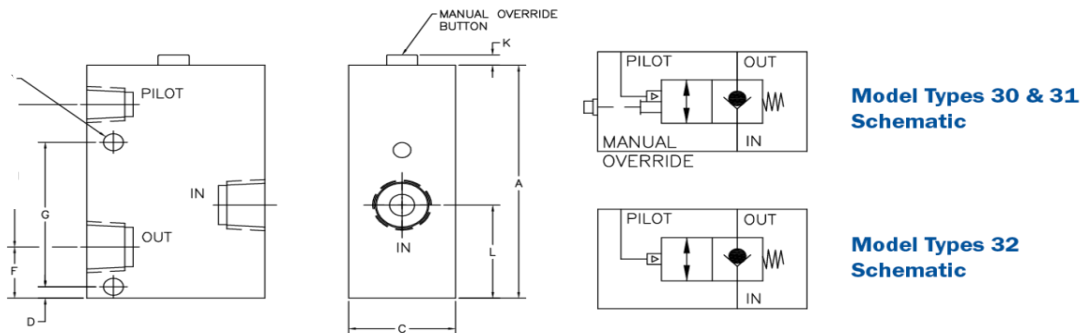 MANUAL OVERRIDE
BUTTON
K
PILOT
IN
OUT
G
F
D
A
L
IN
C
PILOT
OUT
IN
MANUAL
OVERRIDE
Model Types 30 & 31
Schematic
PILOT
OUT
IN
Model Types 32
Schematic